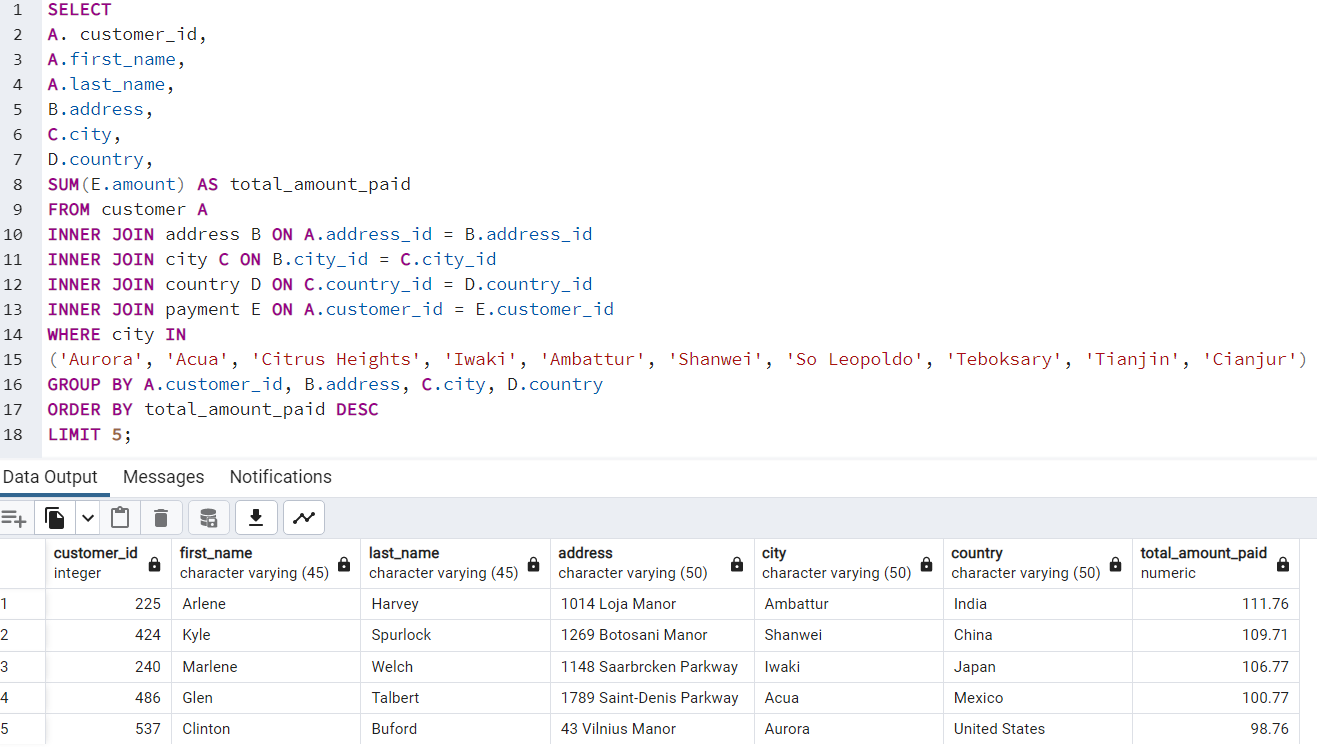 1 SELECT
2 A. customer_id,
3 A.first_name,
4 A.last_name,
5 B.address,
6 C.city,
7 D.country,
8 SUM(E.amount) AS total_amount_paid
9 FROM customer A
10 INNER JOIN address B ON A.address_id = B.address_id
11 INNER JOIN city C ON B.city_id = C.city_id
12 INNER JOIN country D ON C.country_id = D.country_id
13 INNER JOIN payment E ON A.customer_id = E.customer_id
14 WHERE city IN
15 ('Aurora', 'Acua', 'Citrus Heights', 'Iwaki', 'Ambattur', 'Shanwei', 'So Leopoldo', 'Teboksary', 'Tianjin', 'Cianjur')
16 GROUP BY A.customer_id, B.address, C.city, D.country
17 ORDER BY total_amount_paid DESC
18 LIMIT 5;
Data Output Messages Notifications
customer_id first_name last_name address city country total_amount_paid
integer character varying (45) character varying (45) character varying (50) character varying (50) character varying (50) numeric
1 225 Arlene Harvey 1014 Loja Manor Ambattur India 111.76
2 424 Kyle Spurlock 1269 Botosani Manor Shanwei China 109.71
3 240 Marlene Welch 1148 Saarbrcken Parkway Iwaki Japan 106.77
4 486 Glen Talbert 1789 Saint-Denis Parkway Acua Mexico 100.77
5 537 Clinton Buford 43 Vilnius Manor Aurora United States 98.76